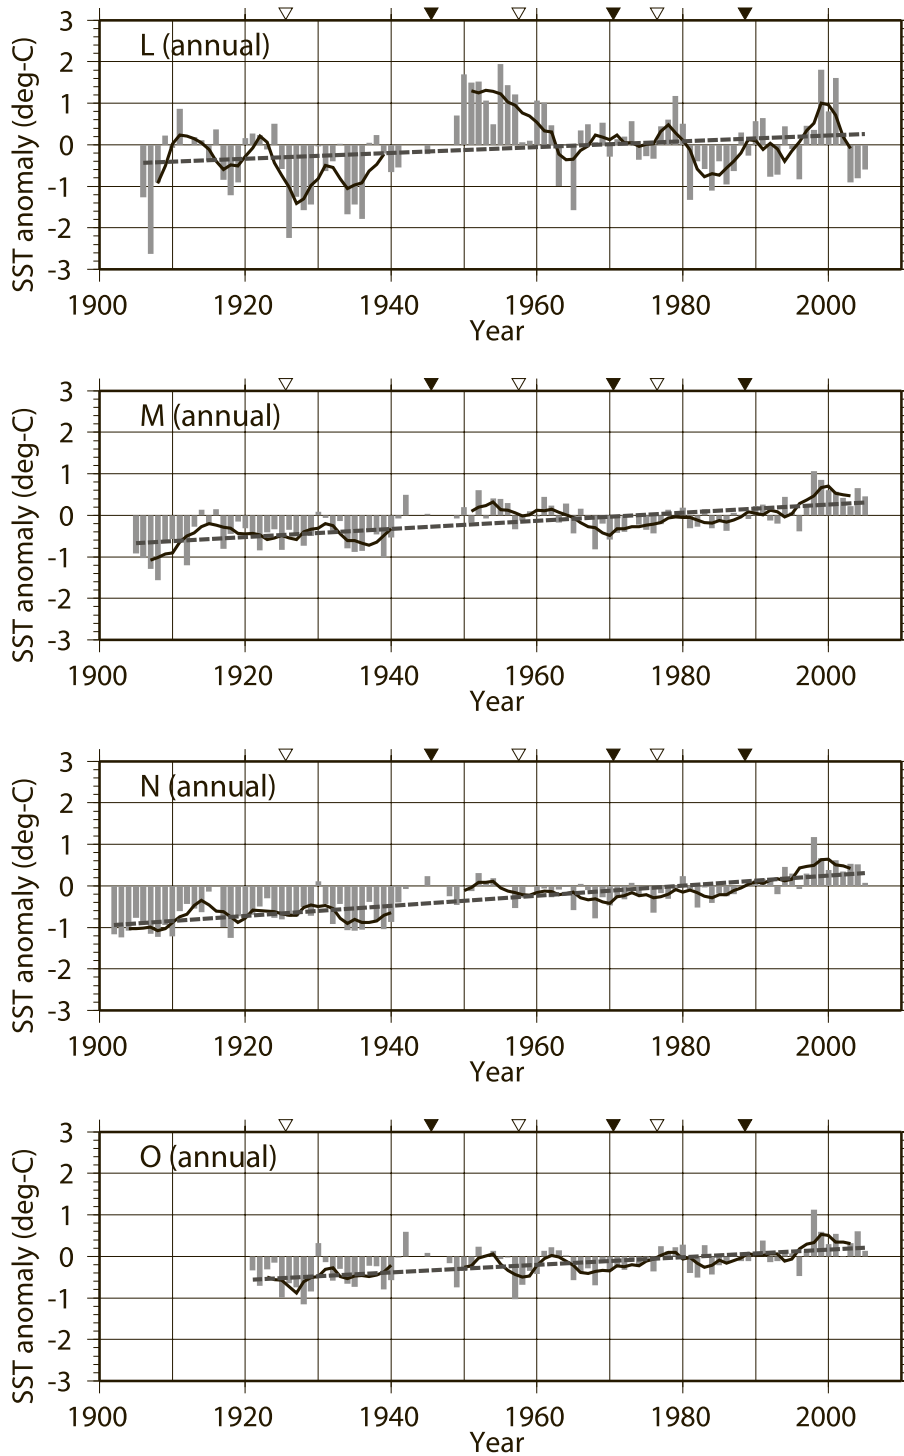 L (annual)
SST anomaly (deg-C)
3
2
1
0
-1
-2
-3
1900 1920 1940 1960 1980 2000
Year
M (annual)
SST anomaly (deg-C)
3
2
1
0
-1
-2
-3
1900 1920 1940 1960 1980 2000
Year
N (annual)
SST anomaly (deg-C)
3
2
1
0
-1
-2
-3
1900 1920 1940 1960 1980 2000
Year
O (annual)
SST anomaly (deg-C)
3
2
1
0
-1
-2
-3
1900 1920 1940 1960 1980 2000
Year